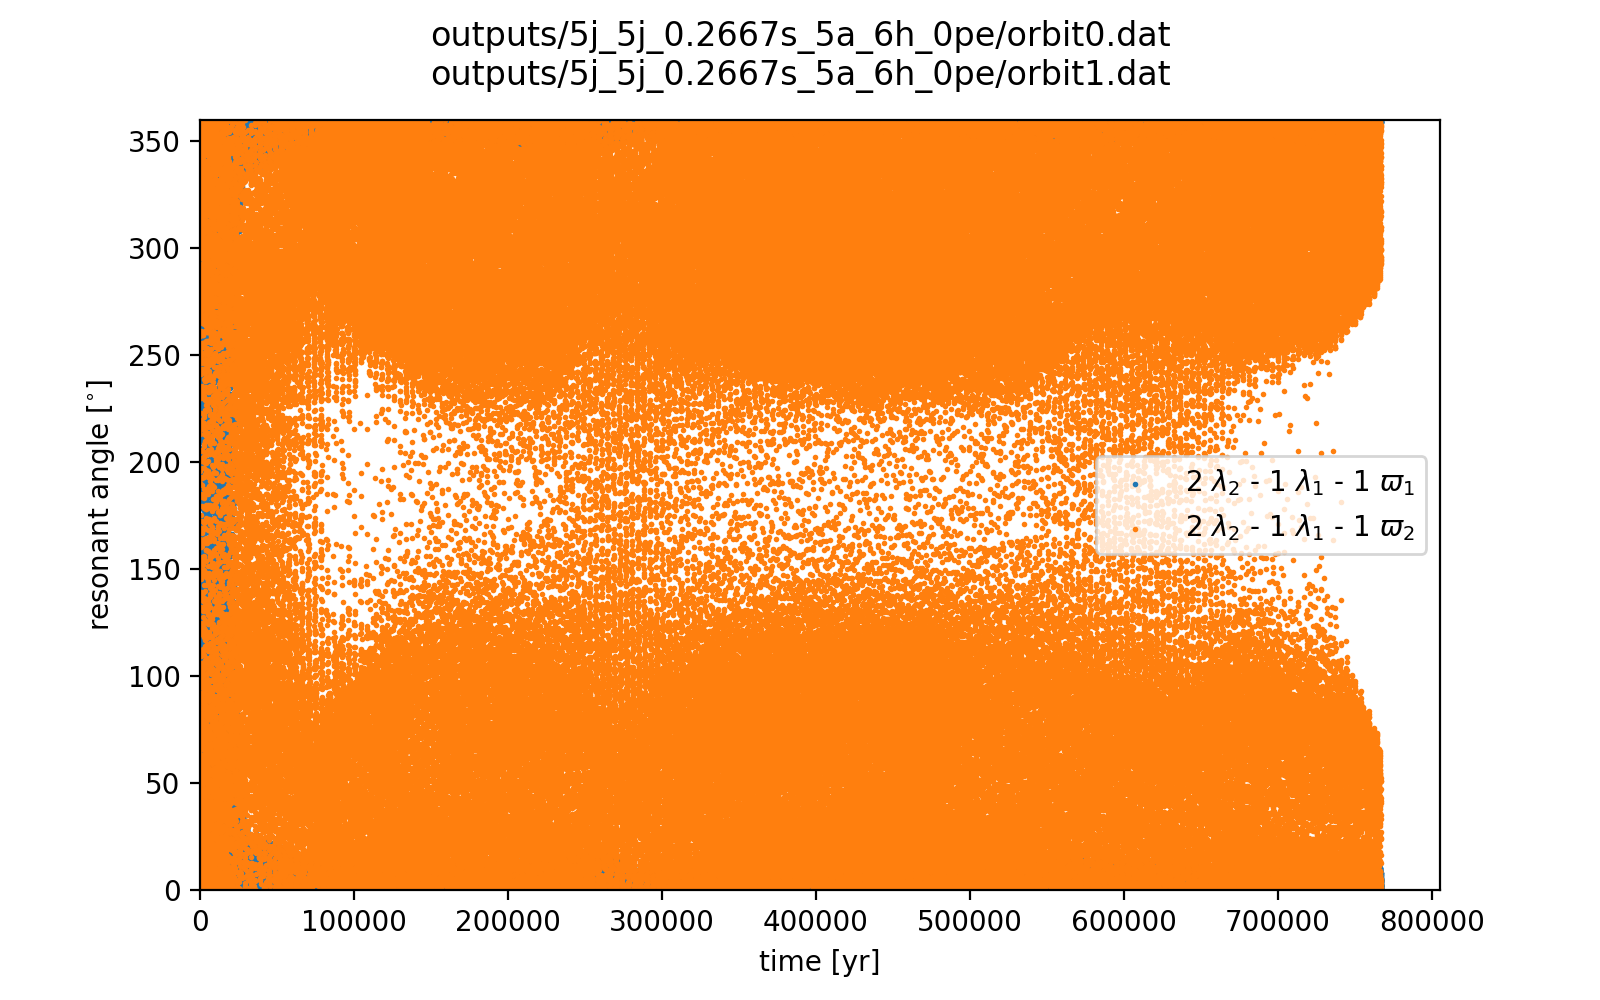 outputs/5j_5j_0.2667s_5a_6h_0pe/orbit0.dat
outputs/5j_5j_0.2667s_5a_6h_0pe/orbit1.dat
350
300
250
200
150
100
50
0
resonant angle [°]
2 λ₂ - 1 λ₁ - 1 ϖ₁
2 λ₂ - 1 λ₁ - 1 ϖ₂
0 100000 200000 300000 400000 500000 600000 700000 800000
time [yr]